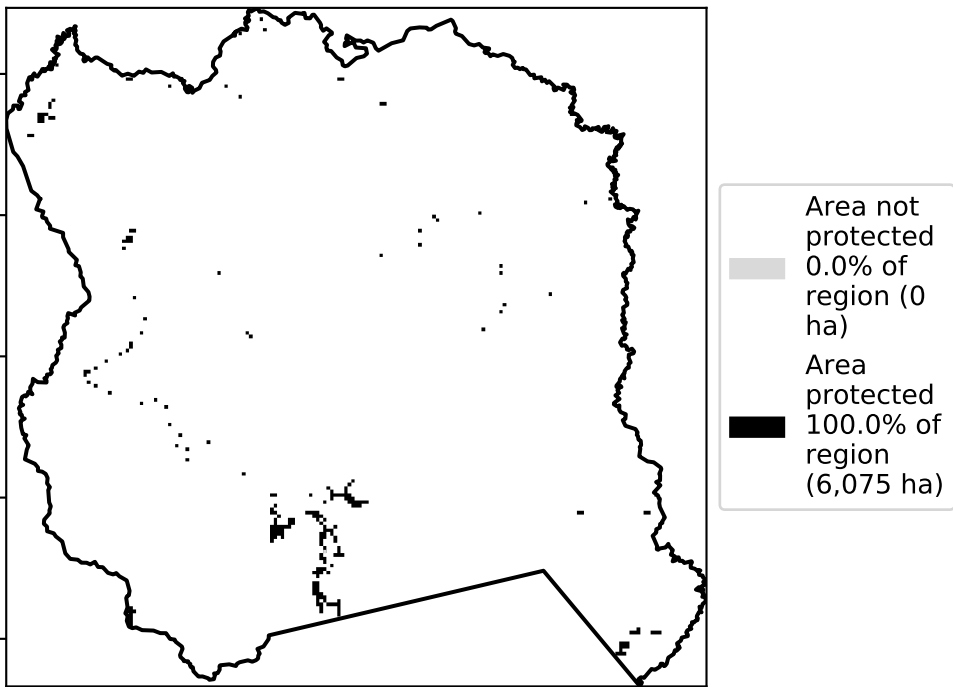 Area not
protected
0.0% of
region (0
ha)
Area
protected
100.0% of
region
(6,075 ha)